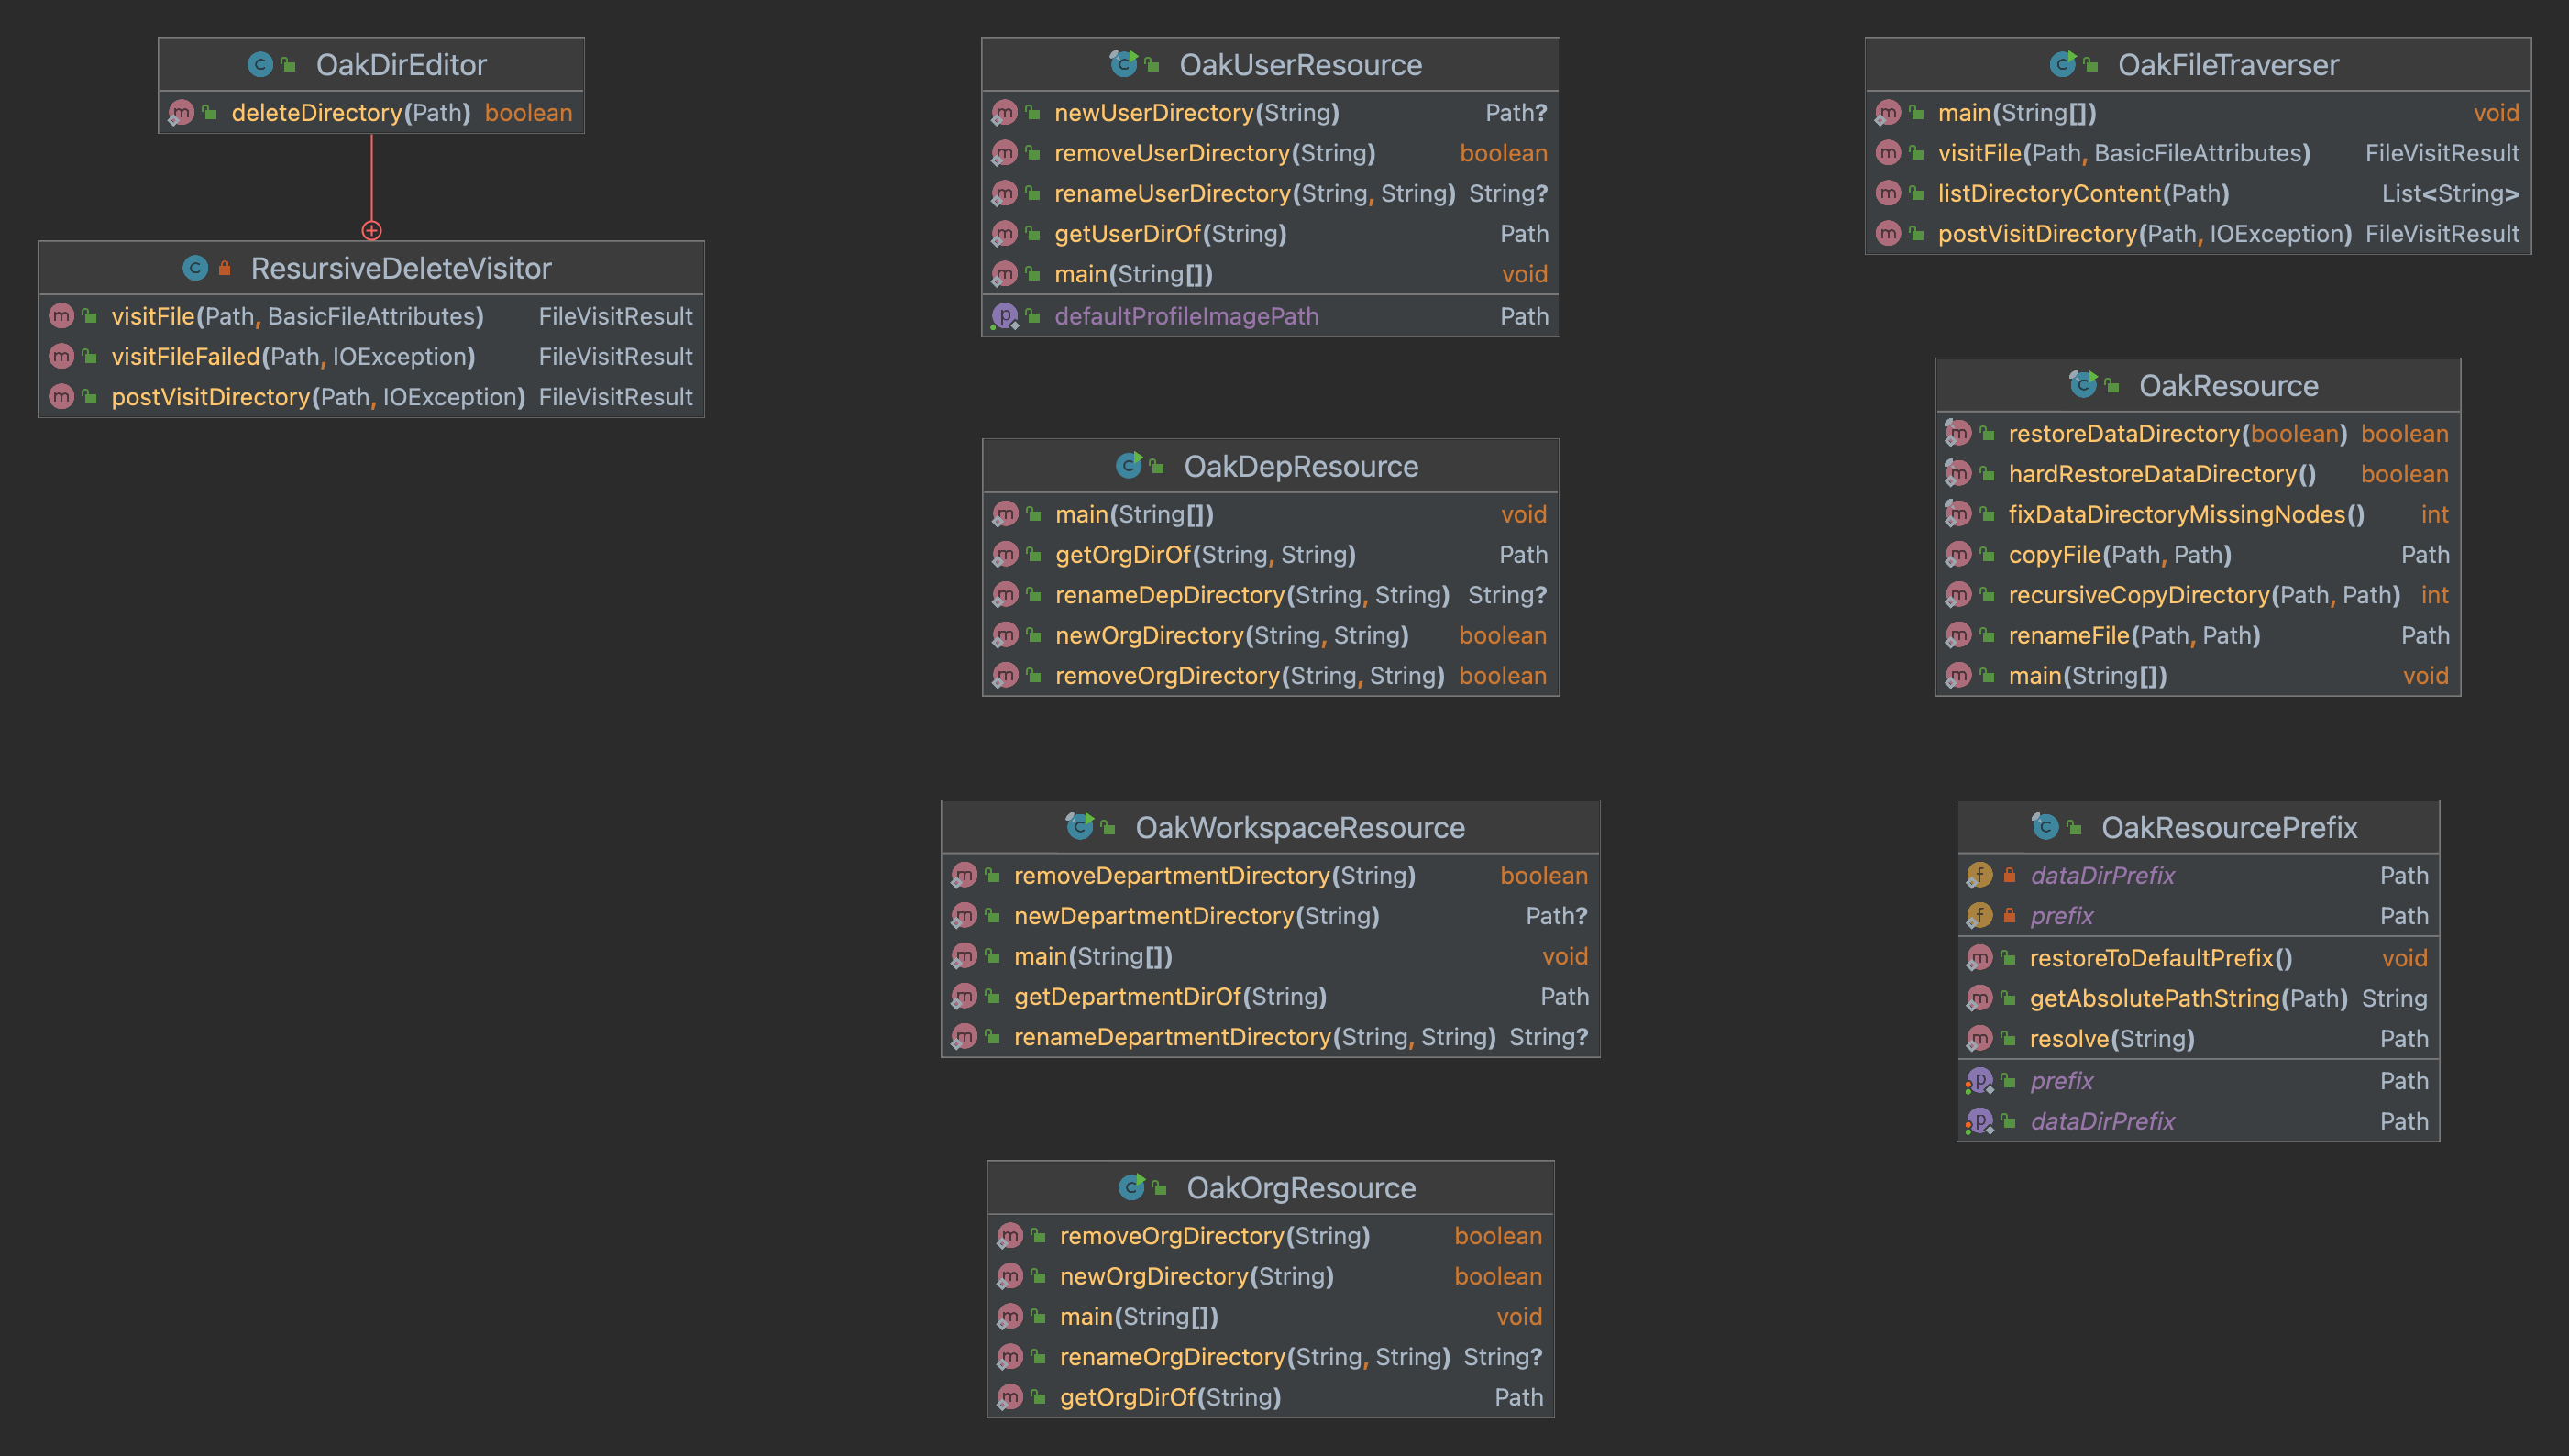 OakDirEditor
deleteDirectory(Path) boolean
ResursiveDeleteVisitor
visitFile(Path, BasicFileAttributes) FileVisitResult
visitFileFailed(Path, IOException) FileVisitResult
postVisitDirectory(Path, IOException) FileVisitResult
OakUserResource
newUserDirectory(String) Path?
removeUserDirectory(String) boolean
renameUserDirectory(String, String) String?
getUserDirOf(String) Path
main(String[]) void
defaultProfileImagePath Path
OakDepResource
main(String[]) void
getOrgDirOf(String, String) Path
renameDepDirectory(String, String) String?
newOrgDirectory(String, String) boolean
removeOrgDirectory(String, String) boolean
OakWorkspaceResource
removeDepartmentDirectory(String) boolean
newDepartmentDirectory(String) Path?
main(String[]) void
getDepartmentDirOf(String) Path
renameDepartmentDirectory(String, String) String?
OakOrgResource
removeOrgDirectory(String) boolean
newOrgDirectory(String) boolean
main(String[]) void
renameOrgDirectory(String, String) String?
getOrgDirOf(String) Path
OakFileTraverser
main(String[]) void
visitFile(Path, BasicFileAttributes) FileVisitResult
listDirectoryContent(Path) List<String>
postVisitDirectory(Path, IOException) FileVisitResult
OakResource
restoreDataDirectory(boolean) boolean
hardRestoreDataDirectory() boolean
fixDataDirectoryMissingNodes() int
copyFile(Path, Path) Path
recursiveCopyDirectory(Path, Path) int
renameFile(Path, Path) Path
main(String[]) void
OakResourcePrefix
dataDirPrefix Path
prefix Path
restoreToDefaultPrefix() void
getAbsolutePathString(Path) String
resolve(String) Path
prefix Path
dataDirPrefix Path